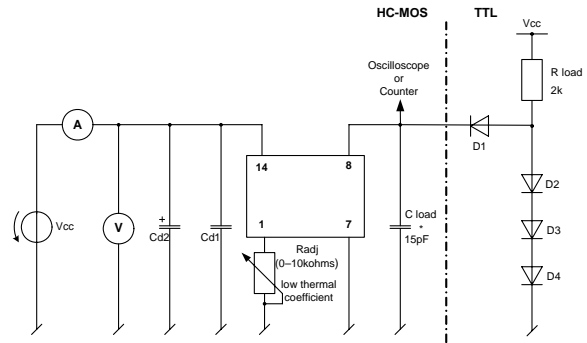 HC-MOS
TTL
Vcc
Oscilloscope
or
Counter
R load
2k
A
D1
14
8
D2
Vcc
V
+
Cd2
Cd1
1
7
C load
*
15pF
D3
Radj
(0–10kohms)
low thermal
coefficient
D4